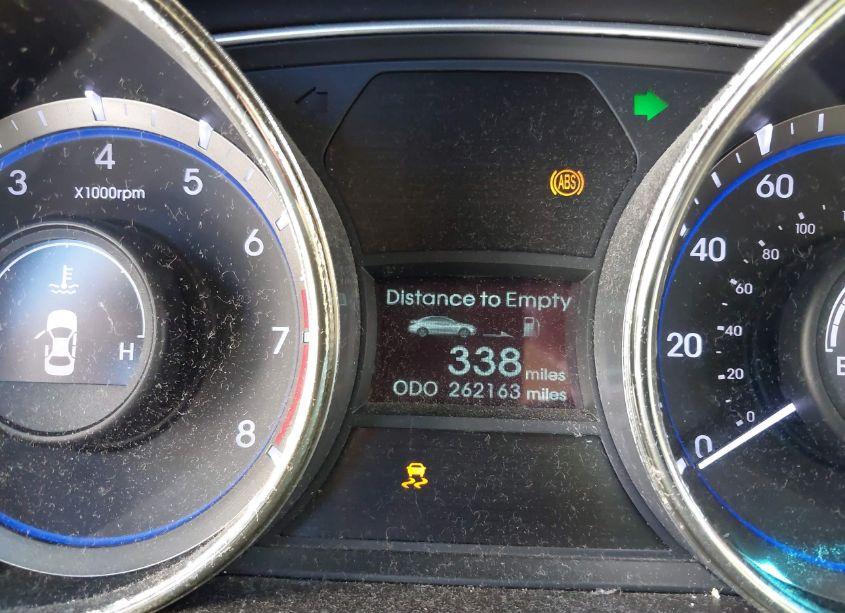 3 4 5 6 7 8
X1000rpm
H
ABS
Distance to Empty
338 miles
ODO 262163 miles
60 40 20 0
100 80 60 40 20 0
E